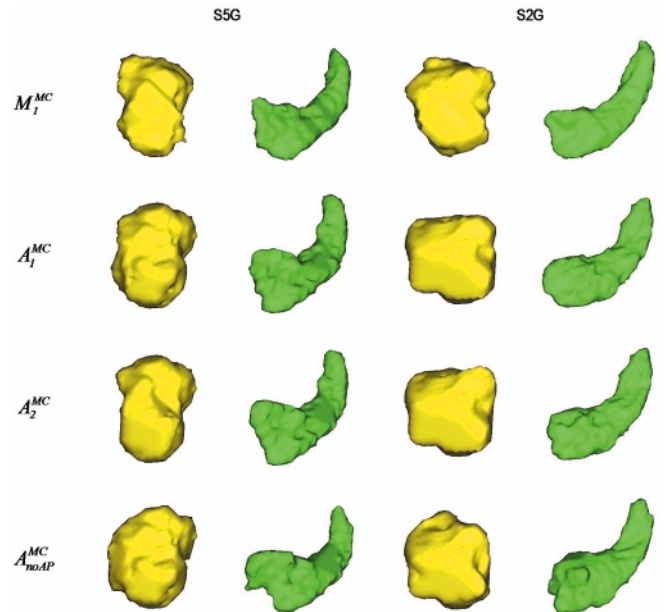 S5G S2G
M₁ᴹᶜ
A₁ᴹᶜ
A₂ᴹᶜ
Aₙₒₐₚᴹᶜ